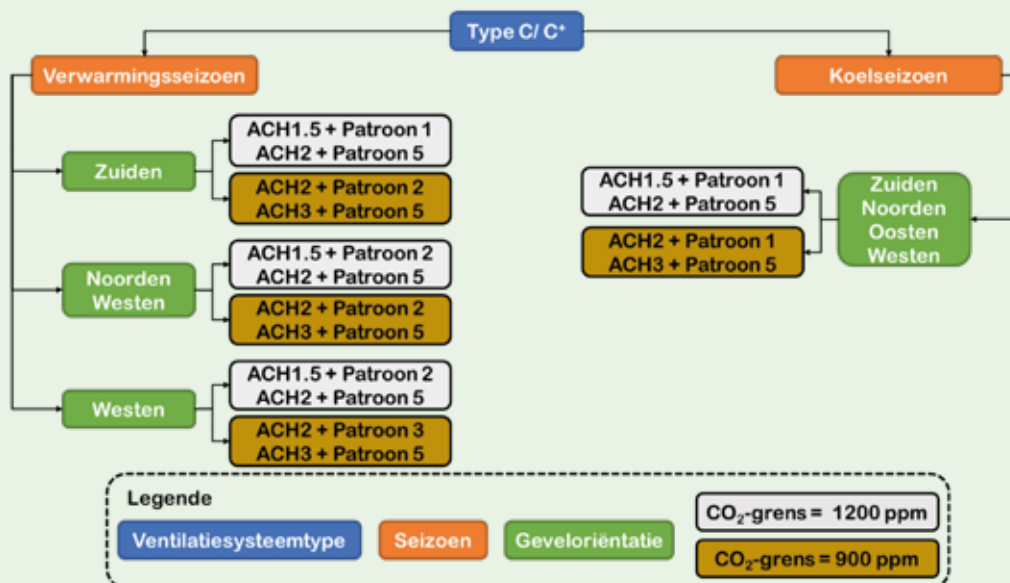 Type C/ C⁺
Verwarmingsseizoen
Koelseizoen
Zuiden
ACH1.5 + Patroon 1
ACH2 + Patroon 5
ACH2 + Patroon 2
ACH3 + Patroon 5
Noorden
Westen
ACH1.5 + Patroon 2
ACH2 + Patroon 5
ACH2 + Patroon 2
ACH3 + Patroon 5
Westen
ACH1.5 + Patroon 2
ACH2 + Patroon 5
ACH2 + Patroon 3
ACH3 + Patroon 5
ACH1.5 + Patroon 1
ACH2 + Patroon 5
ACH2 + Patroon 1
ACH3 + Patroon 5
Zuiden
Noorden
Oosten
Westen
Legende
Ventilatiesysteemtype
Seizoen
Geveloriëntatie
CO₂-grens = 1200 ppm
CO₂-grens = 900 ppm